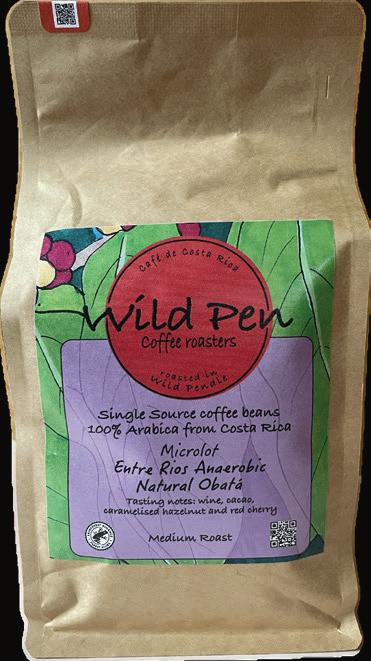 Café de Costa Rica
Wild Pen
Coffee roasters
roasted in
Wild Pendle
Single Source coffee beans
100% Arabica from Costa Rica
Microlot
Entre Rios Anaerobic
Natural Obatá
Tasting notes: wine, cacao,
caramelised hazelnut and red cherry
Medium Roast